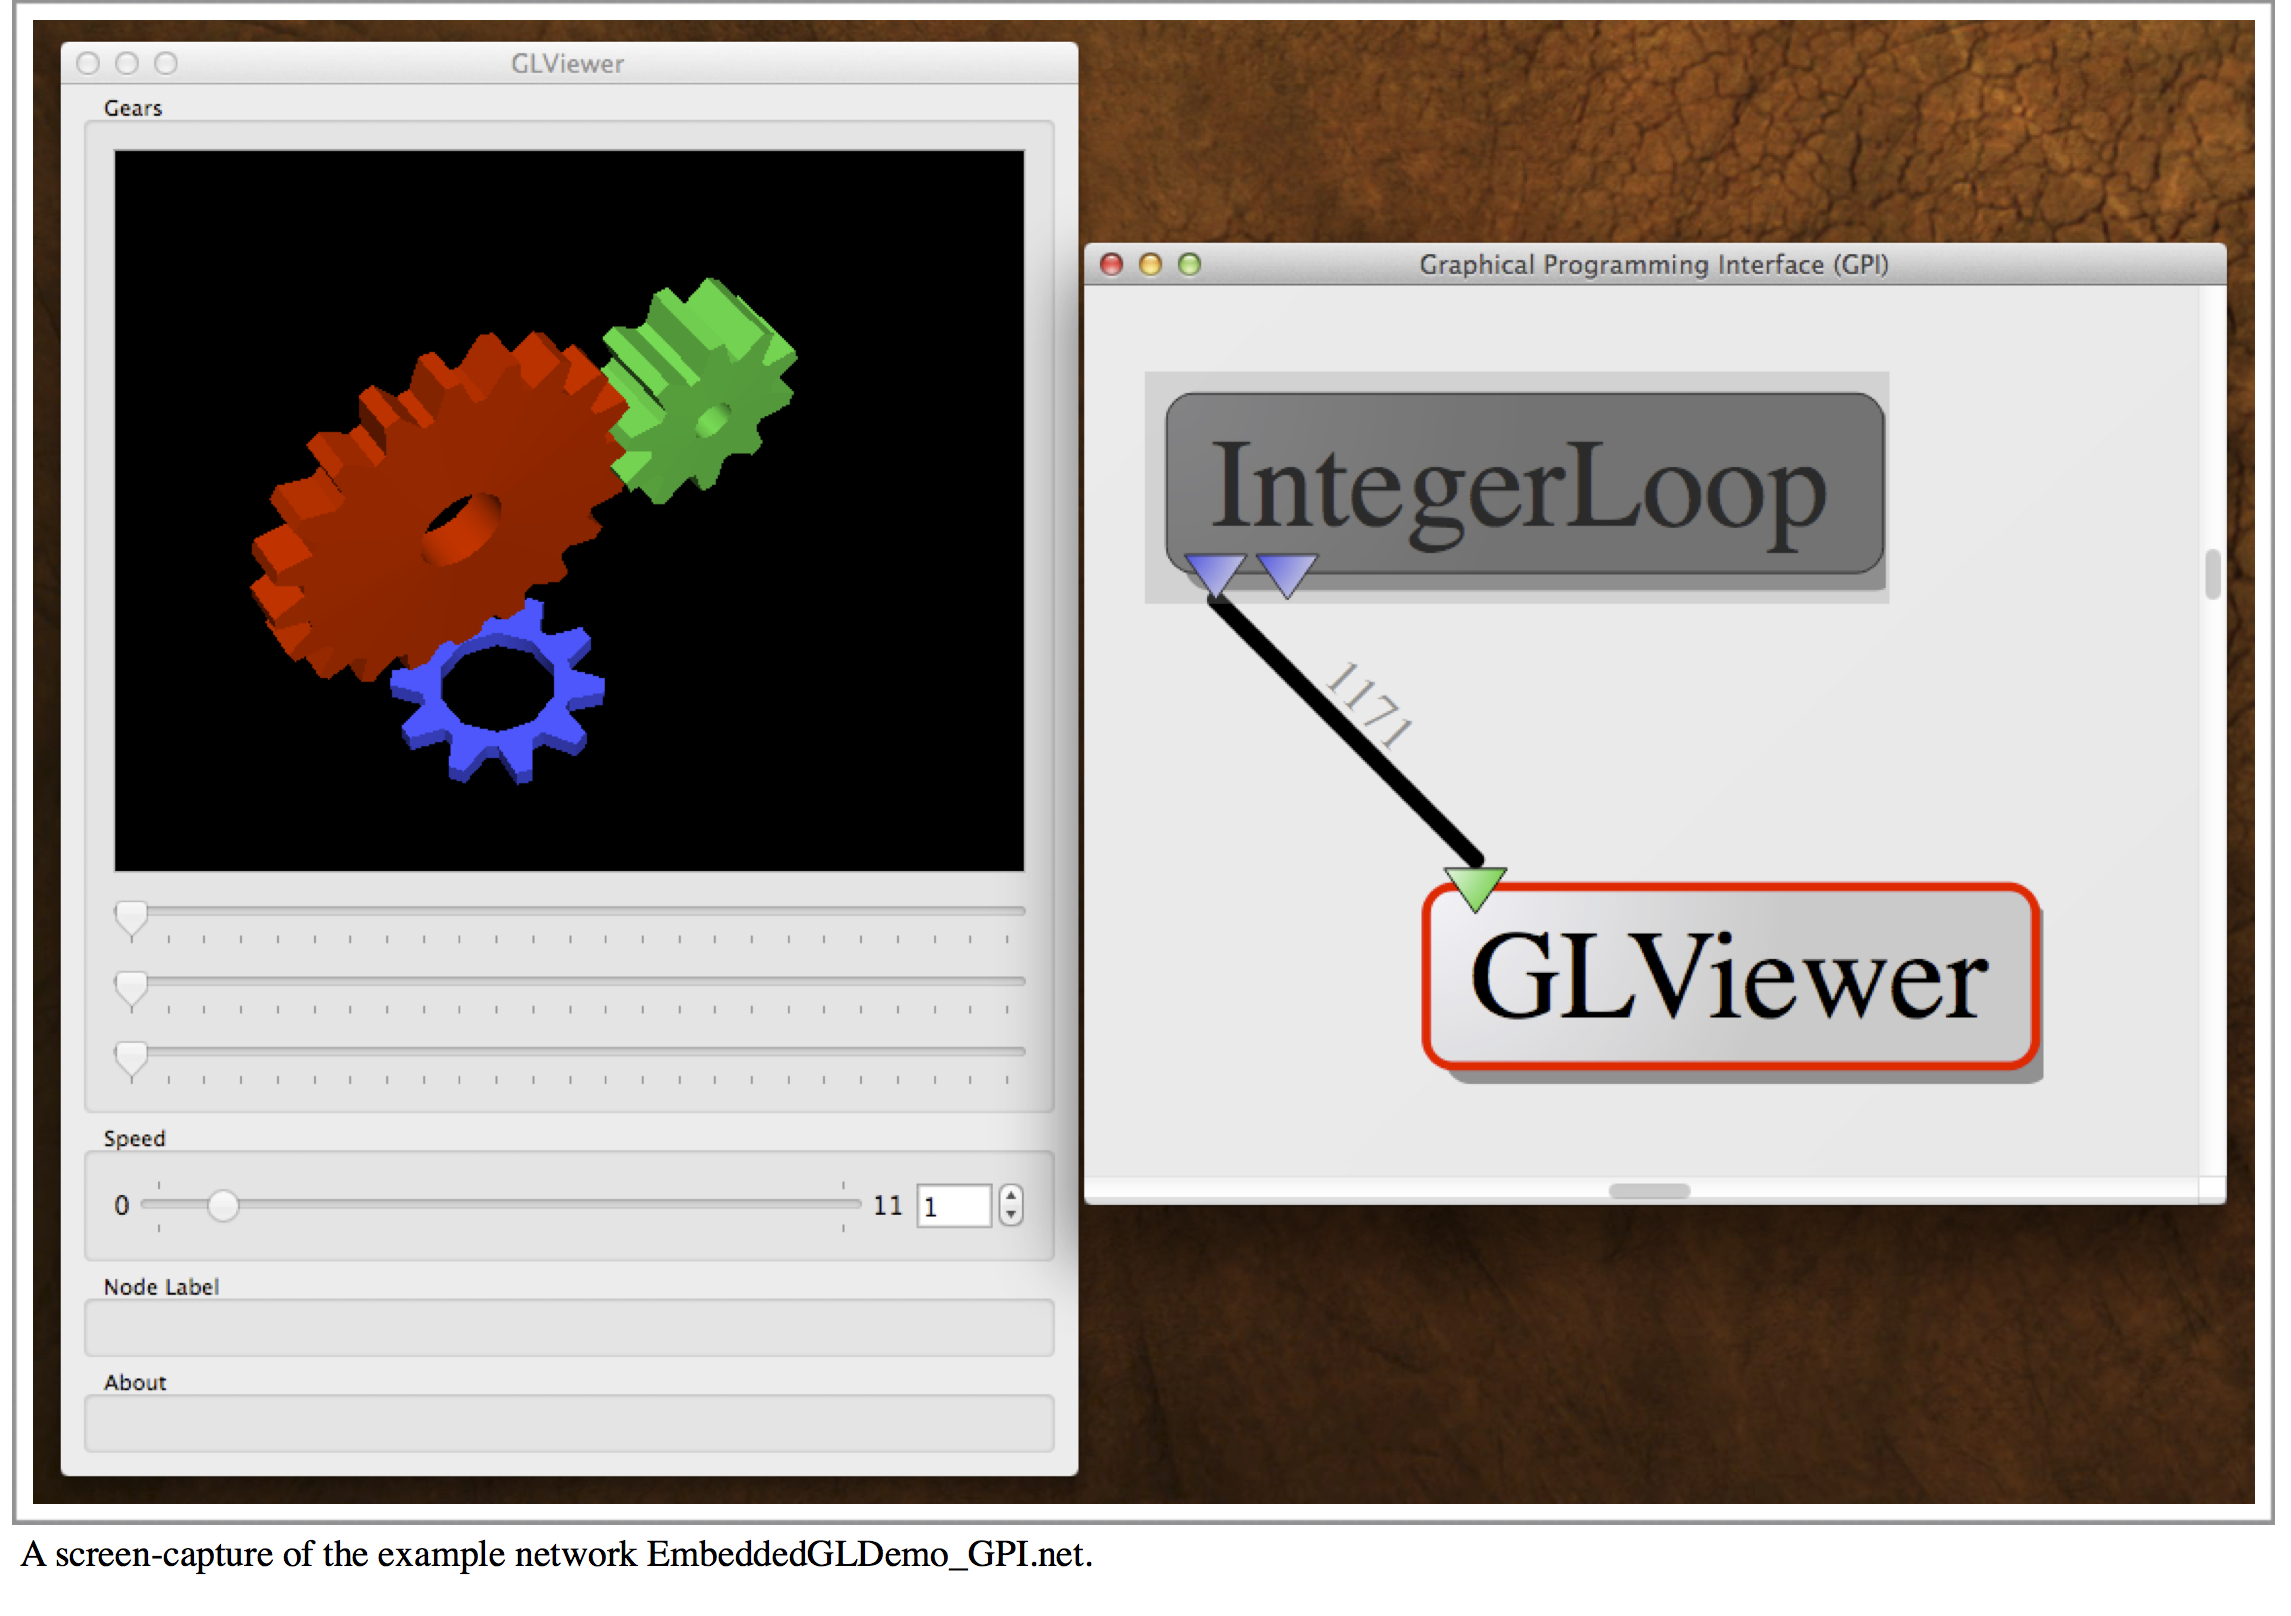 GLViewer
Gears
Speed
0 11 1
Node Label
About
Graphical Programming Interface (GPI)
IntegerLoop
1171
GLViewer
A screen-capture of the example network EmbeddedGLDemo_GPI.net.